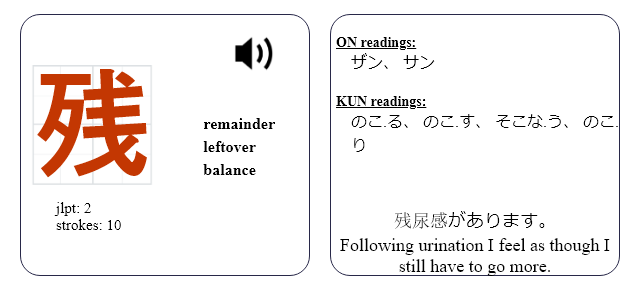 残
remainder
leftover
balance
jlpt: 2
strokes: 10
ON readings:
ザン、 サン
KUN readings:
のこ.る、 のこ.す、 そこな.う、 のこ.
り
残尿感があります。
Following urination I feel as though I
still have to go more.